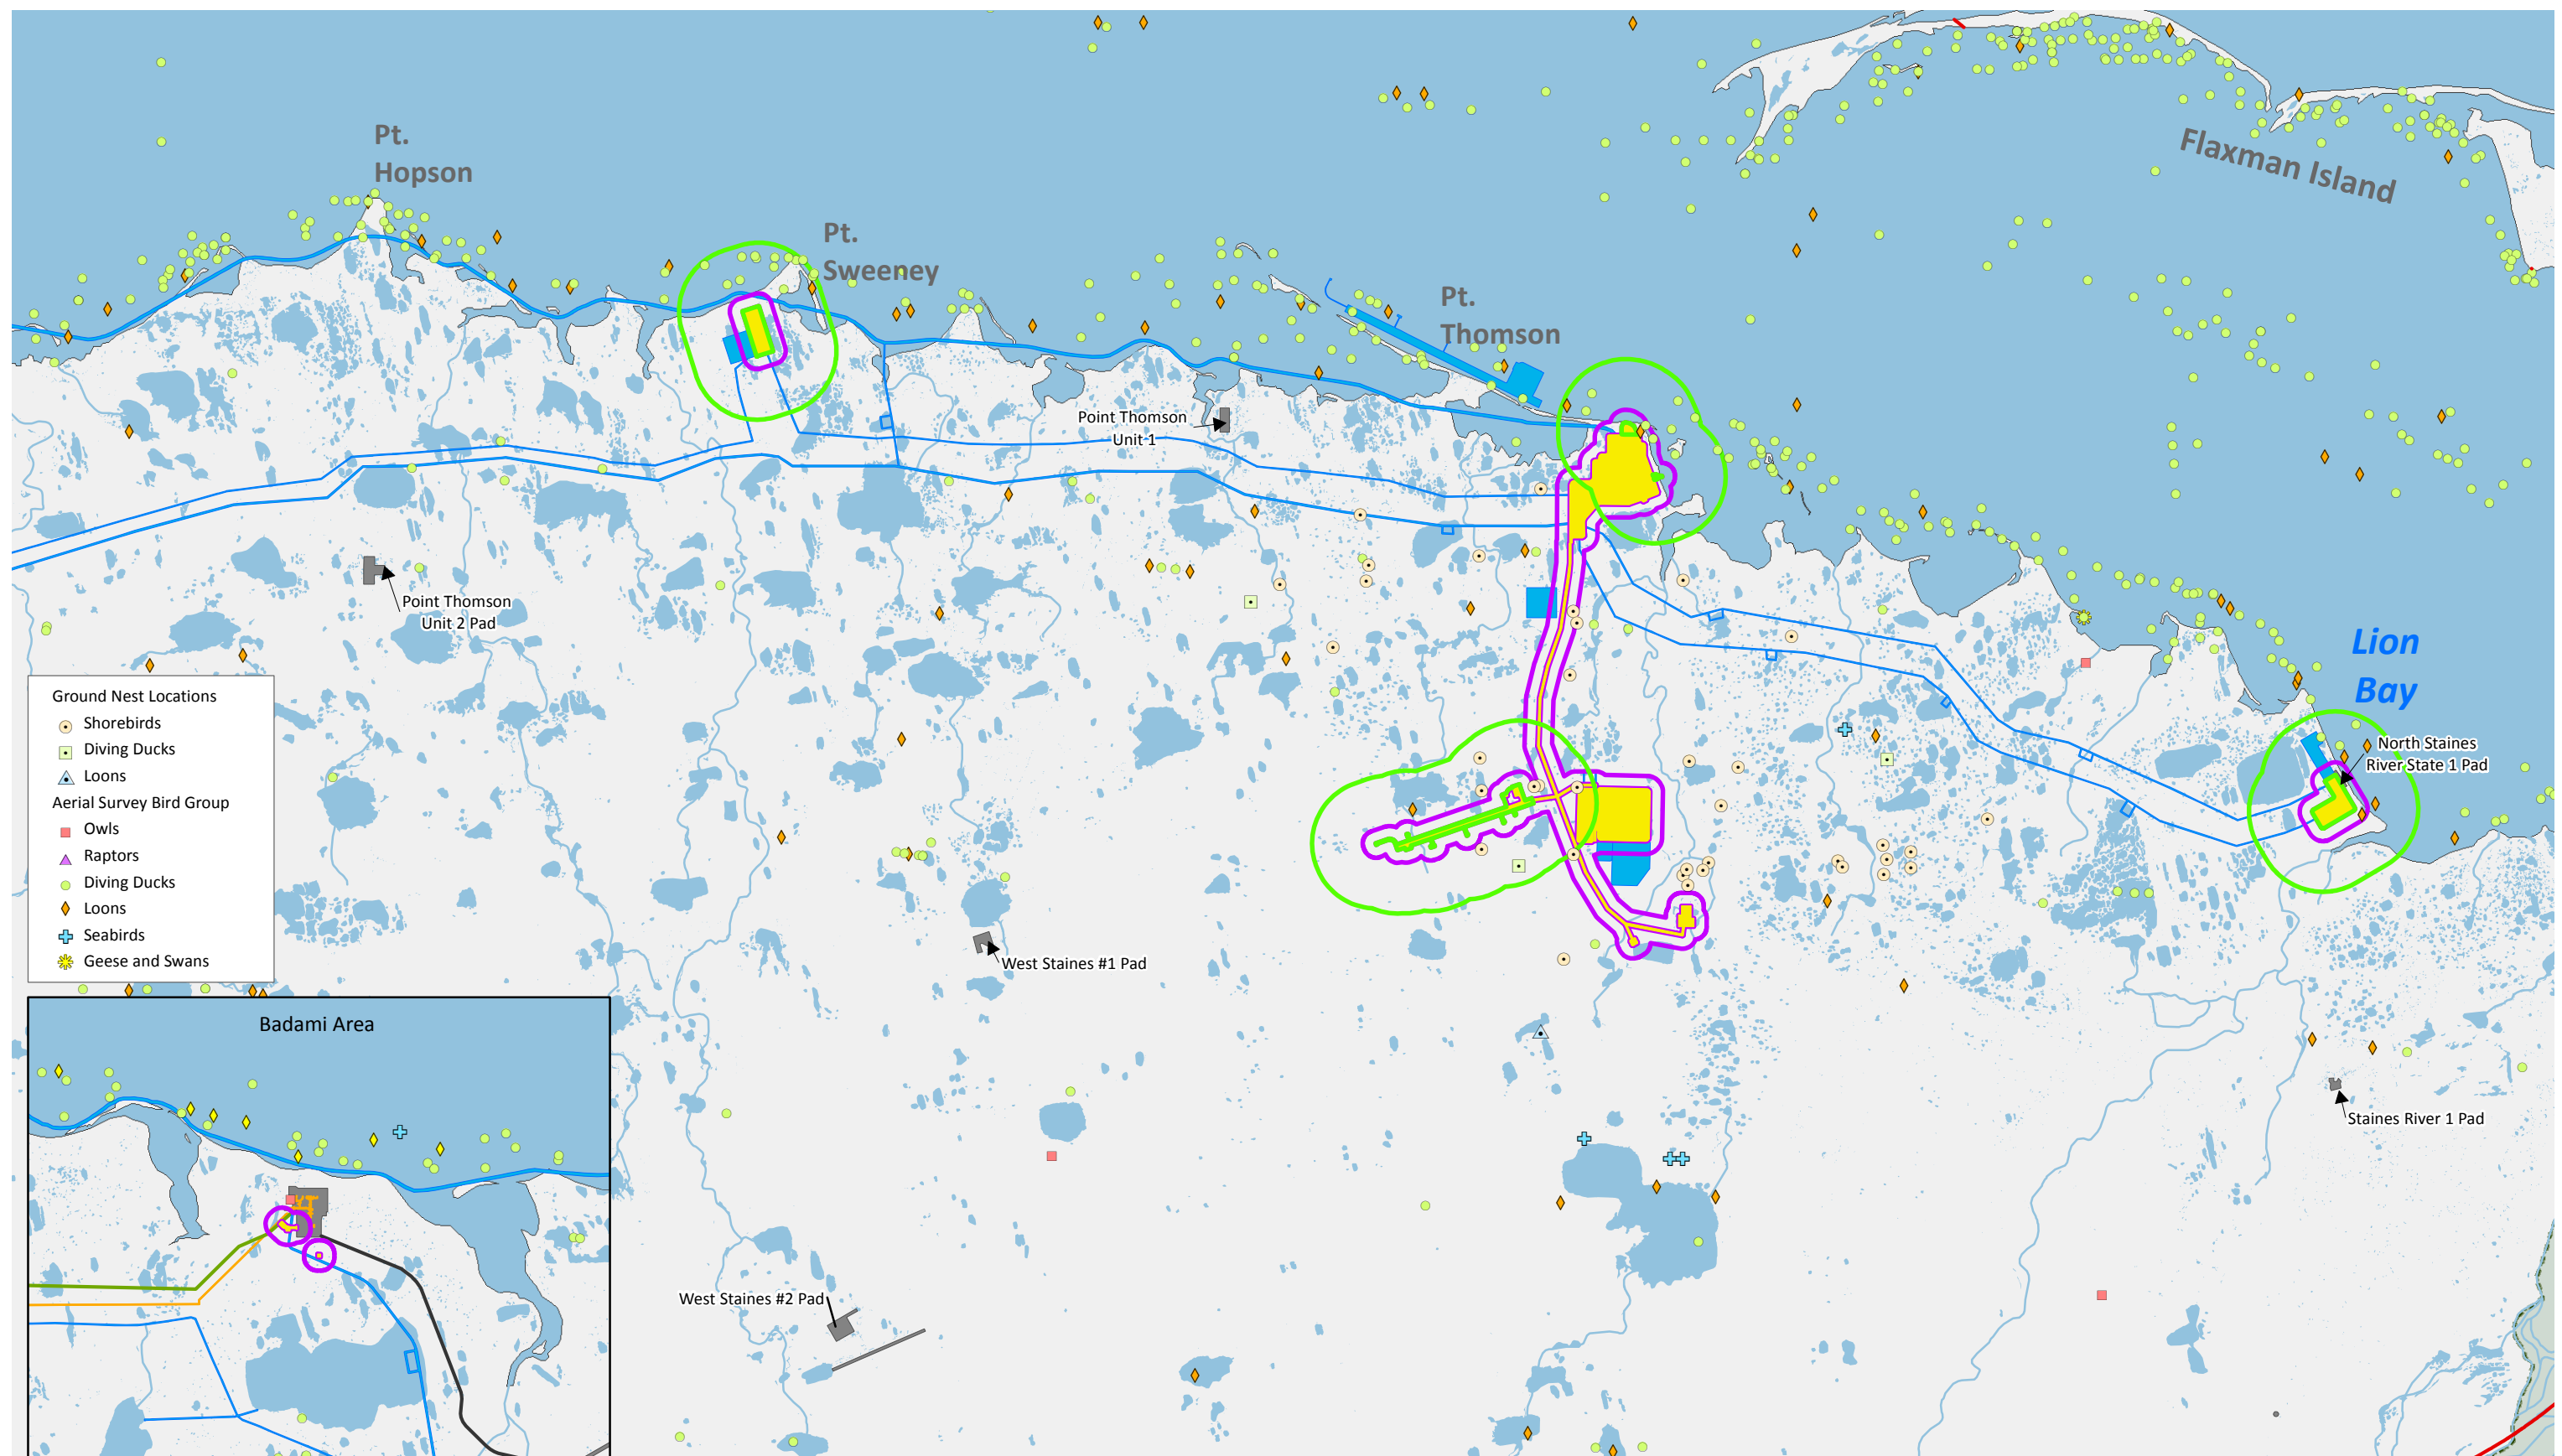 Pt.
Hopson
Pt.
Sweeney
Pt.
Thomson
Flaxman Island
Point Thomson
Unit 1
Point Thomson
Unit 2 Pad
Lion
Bay
North Staines
River State 1 Pad
West Staines #1 Pad
Staines River 1 Pad
West Staines #2 Pad
Ground Nest Locations
Shorebirds
Diving Ducks
Loons
Aerial Survey Bird Group
Owls
Raptors
Diving Ducks
Loons
Seabirds
Geese and Swans
Badami Area